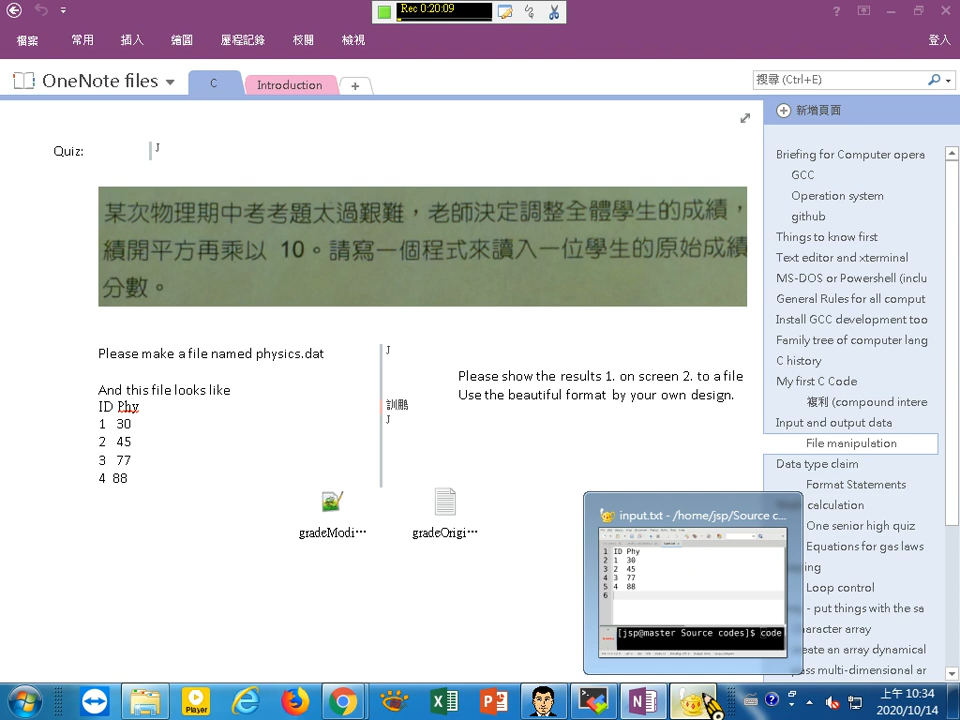 Rec 0:20:09
檔案 常用 插入 繪圖 歷程記錄 校閱 檢視 登入
OneNote files C Introduction + 搜尋 (Ctrl+E)
新增頁面
Quiz:
某次物理期中考考題太過艱難，老師決定調整全體學生的成績，
績開平方再乘以 10。請寫一個程式來讀入一位學生的原始成績
分數。
Please make a file named physics.dat
And this file looks like
ID Phy
1 30
2 45
3 77
4 88
訓鵬
Please show the results 1. on screen 2. to a file
Use the beautiful format by your own design.
gradeModi…
gradeOrigi…
Briefing for Computer opera
GCC
Operation system
github
Things to know first
Text editor and xterminal
MS-DOS or Powershell (inclu
General Rules for all comput
Install GCC development too
Family tree of computer lang
C history
My first C Code
複利 (compound intere
Input and output data
File manipulation
Data type claim
Format Statements
calculation
One senior high quiz
Equations for gas laws
ing
Loop control
- put things with the sa
aracter array
eate an array dynamical
pass multi-dimensional ar
input.txt - /home/jsp/Source c...
1 ID Phy
2 1 30
3 2 45
4 3 77
5 4 88
6
[jsp@master Source codes]$ code
Player
上午 10:34
2020/10/14